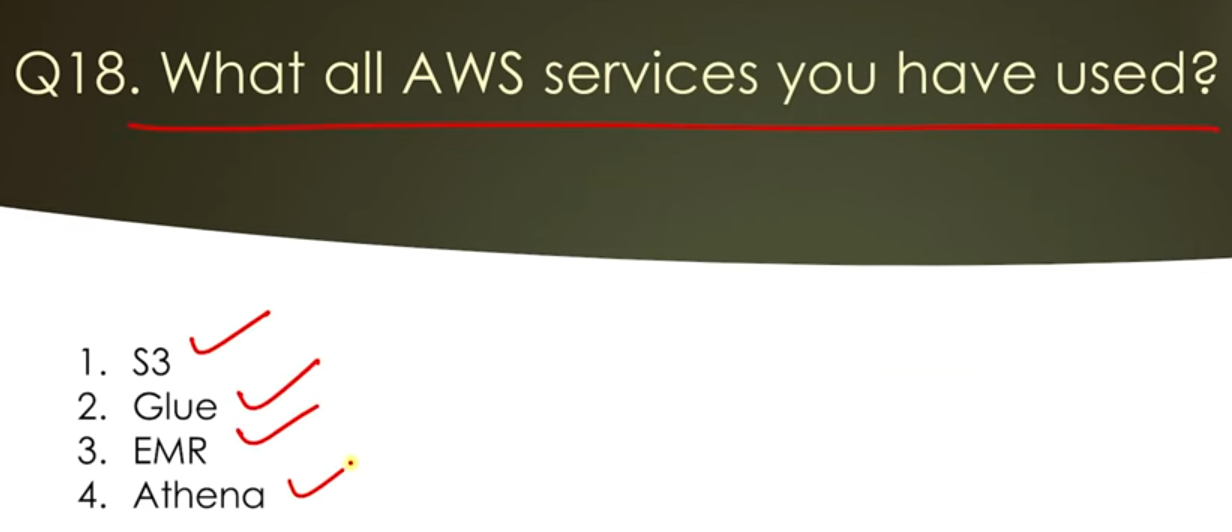 Q18. What all AWS services you have used?
1. S3
2. Glue
3. EMR
4. Athena